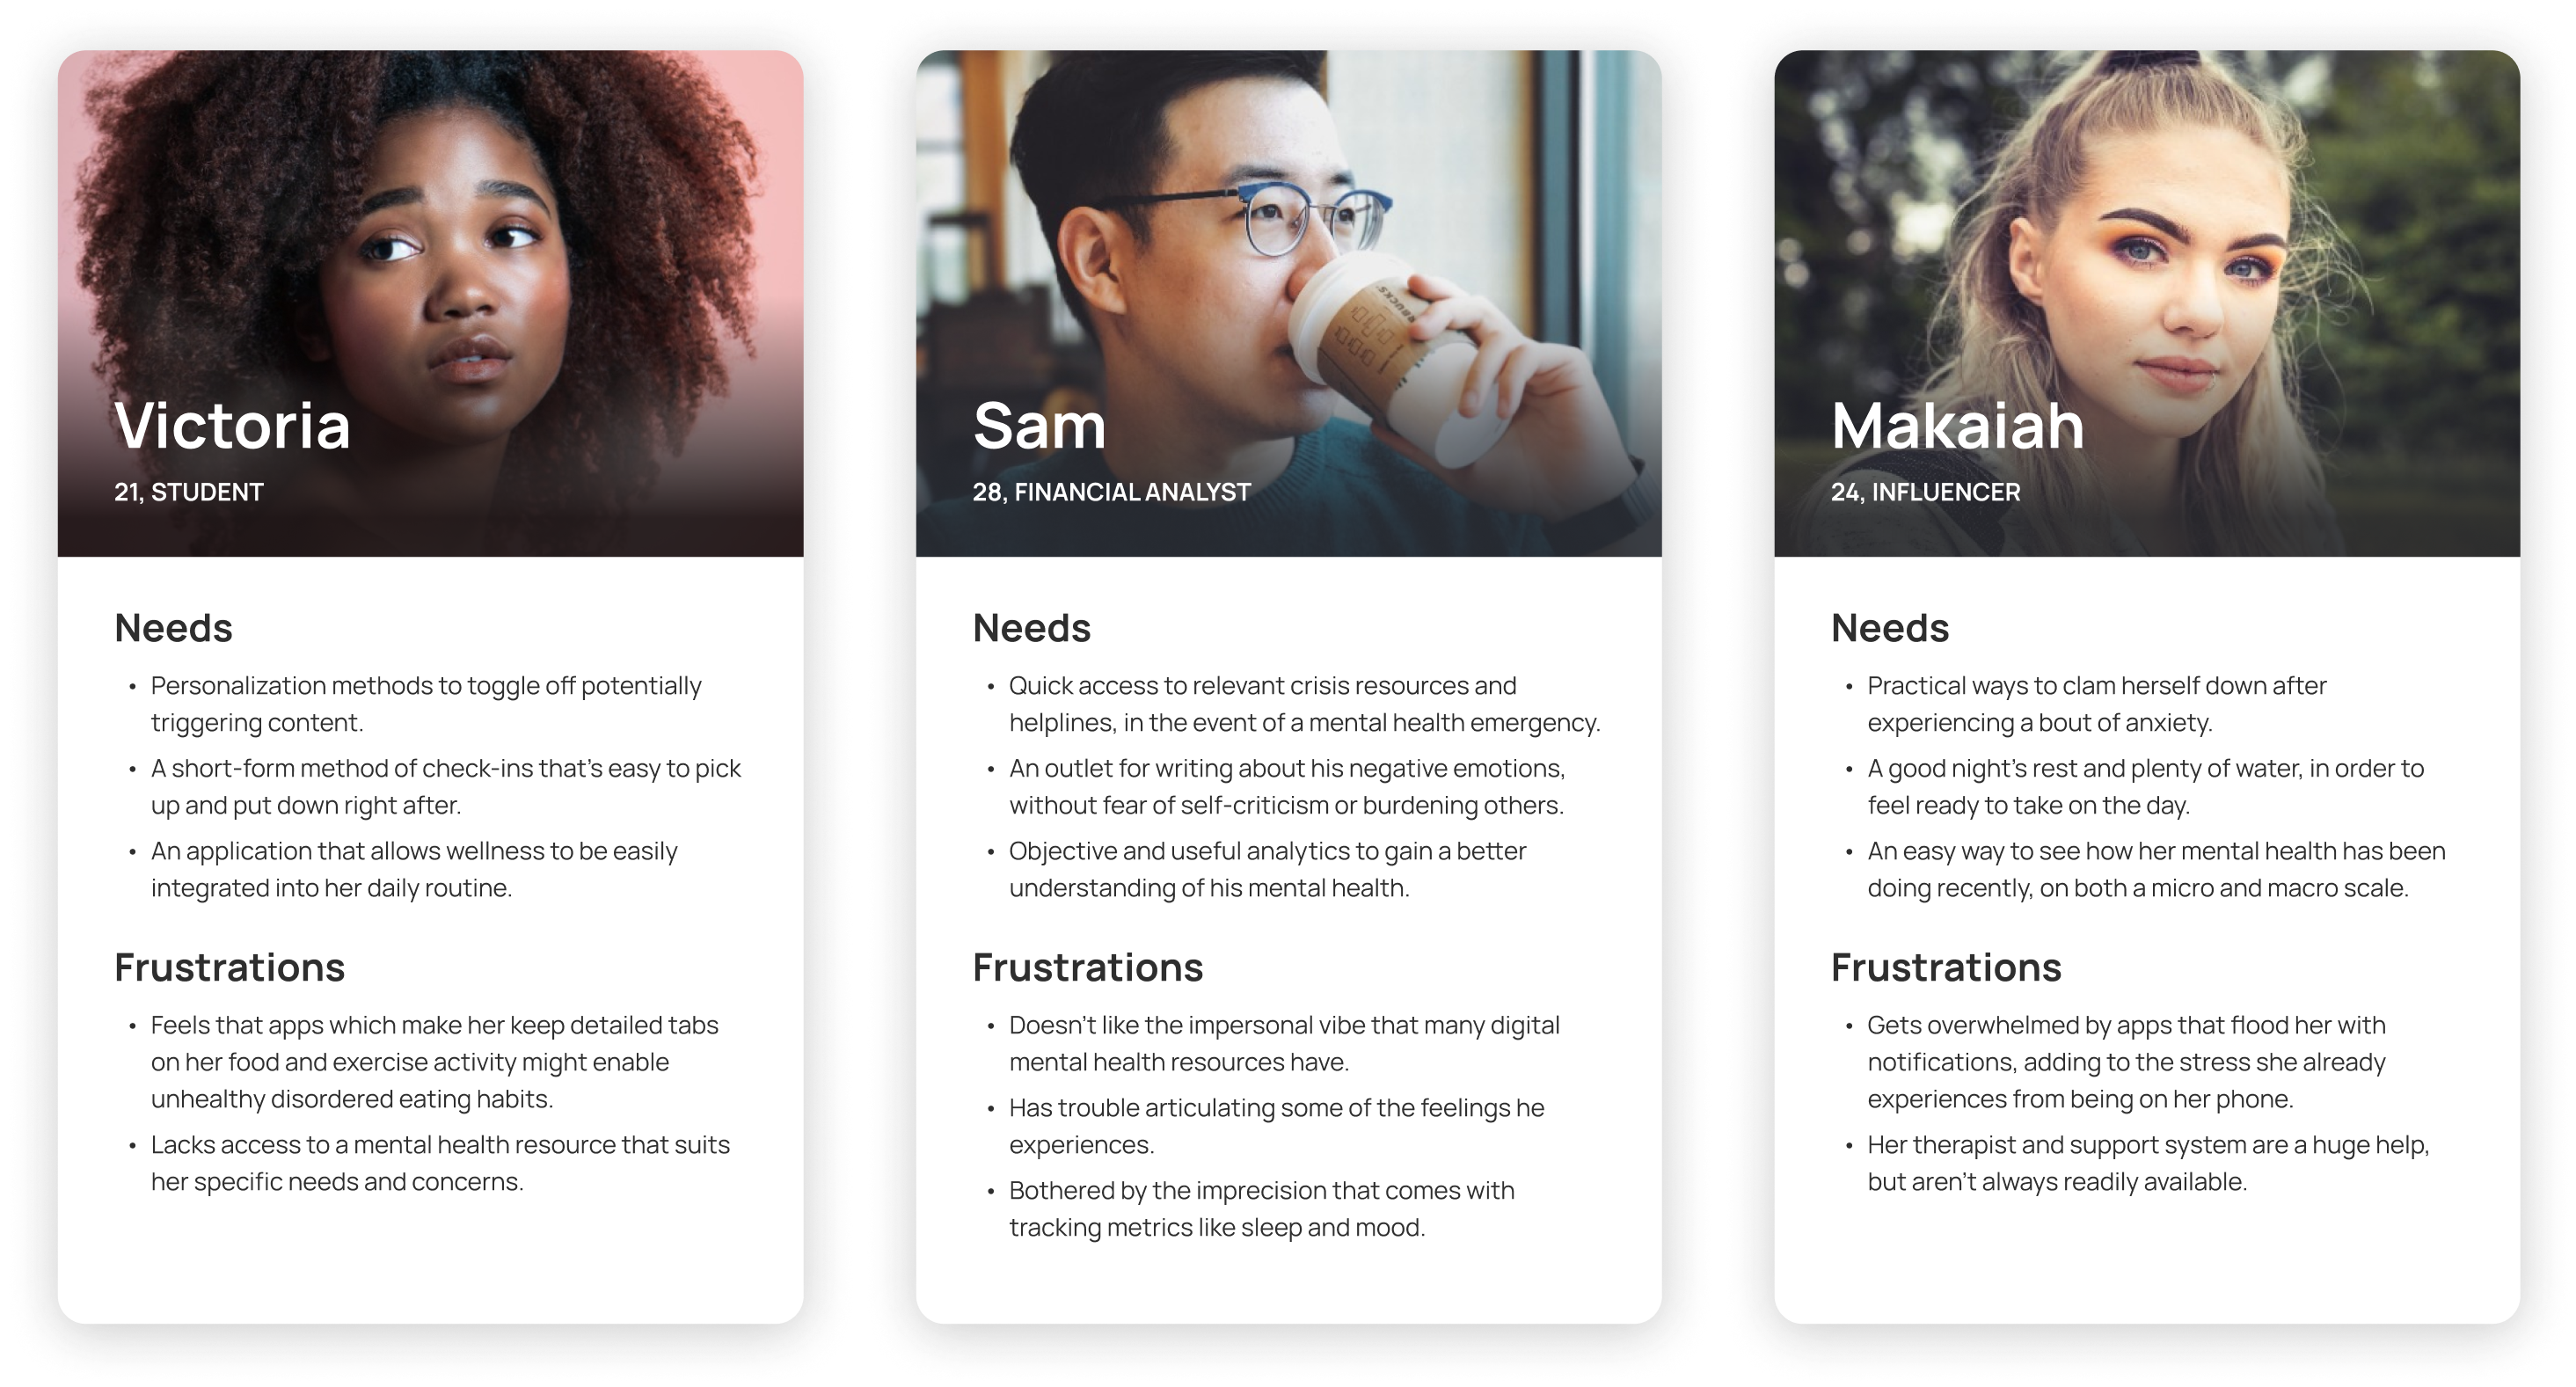 Victoria
21, STUDENT
Needs
• Personalization methods to toggle off potentially
triggering content.
• A short-form method of check-ins that’s easy to pick
up and put down right after.
• An application that allows wellness to be easily
integrated into her daily routine.
Frustrations
• Feels that apps which make her keep detailed tabs
on her food and exercise activity might enable
unhealthy disordered eating habits.
• Lacks access to a mental health resource that suits
her specific needs and concerns.
Sam
28, FINANCIAL ANALYST
Needs
• Quick access to relevant crisis resources and
helplines, in the event of a mental health emergency.
• An outlet for writing about his negative emotions,
without fear of self-criticism or burdening others.
• Objective and useful analytics to gain a better
understanding of his mental health.
Frustrations
• Doesn’t like the impersonal vibe that many digital
mental health resources have.
• Has trouble articulating some of the feelings he
experiences.
• Bothered by the imprecision that comes with
tracking metrics like sleep and mood.
Makaiah
24, INFLUENCER
Needs
• Practical ways to clam herself down after
experiencing a bout of anxiety.
• A good night’s rest and plenty of water, in order to
feel ready to take on the day.
• An easy way to see how her mental health has been
doing recently, on both a micro and macro scale.
Frustrations
• Gets overwhelmed by apps that flood her with
notifications, adding to the stress she already
experiences from being on her phone.
• Her therapist and support system are a huge help,
but aren’t always readily available.